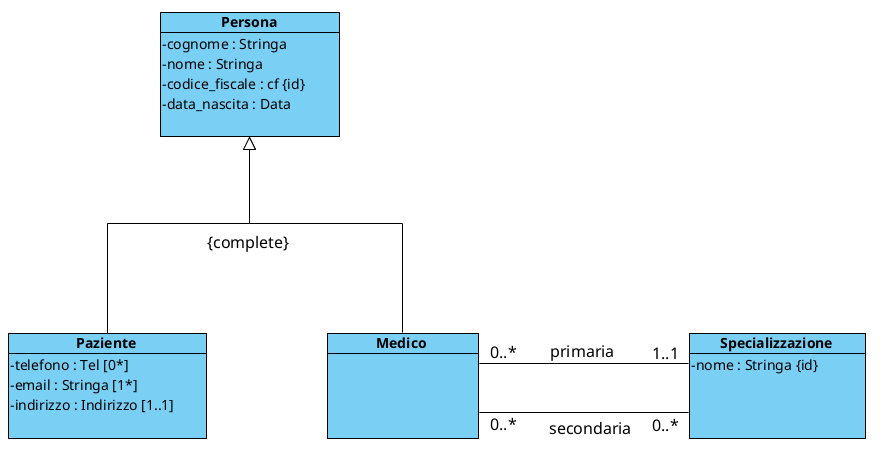 Persona
-cognome : Stringa
-nome : Stringa
-codice_fiscale : cf {id}
-data_nascita : Data
{complete}
Paziente
-telefono : Tel [0*]
-email : Stringa [1*]
-indirizzo : Indirizzo [1..1]
Medico
0..*
primaria
1..1
0..*
secondaria
0..*
Specializzazione
-nome : Stringa {id}